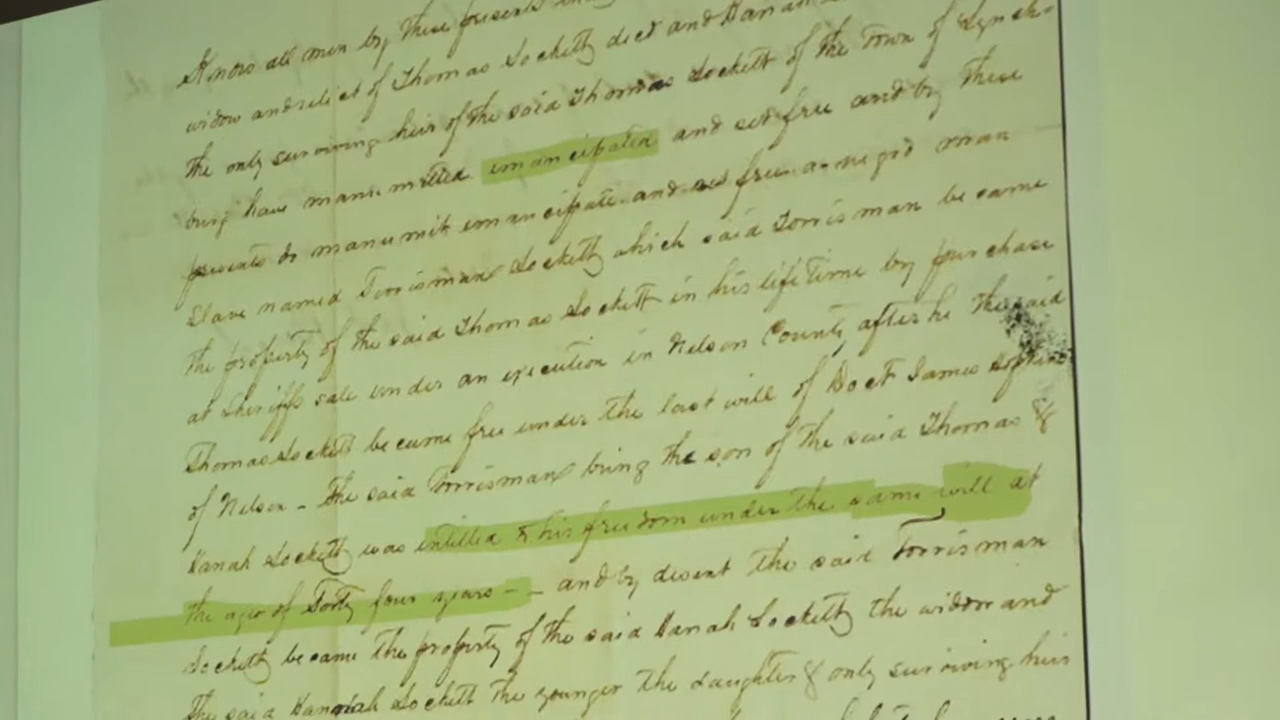 Know all men by these presents
widow and relict of Thomas Lockett decd and Hanah
the only surviving heir of the said Thomas Lockett of the Town of Lynch-
burg have manumitted emancipated and set free and by these
presents do manumit emancipate and set free a negro man
slave named Torrisman Lockett which said Torrisman became
the property of the said Thomas Lockett in his lifetime by purchase
at Sheriffs sale under an execution in Nelson County after he the said
Thomas Lockett became free under the last will of Doct James
of Nelson - the said Torrisman being the son of the said Thomas &
Hanah Lockett was intitled to his freedom under the same will at
the age of Forty four years - - and by descent the said Torrisman
Lockett became the property of the said Hanah Lockett the widow and
the said Hannah Lockett the younger the daughter & only surviving heir